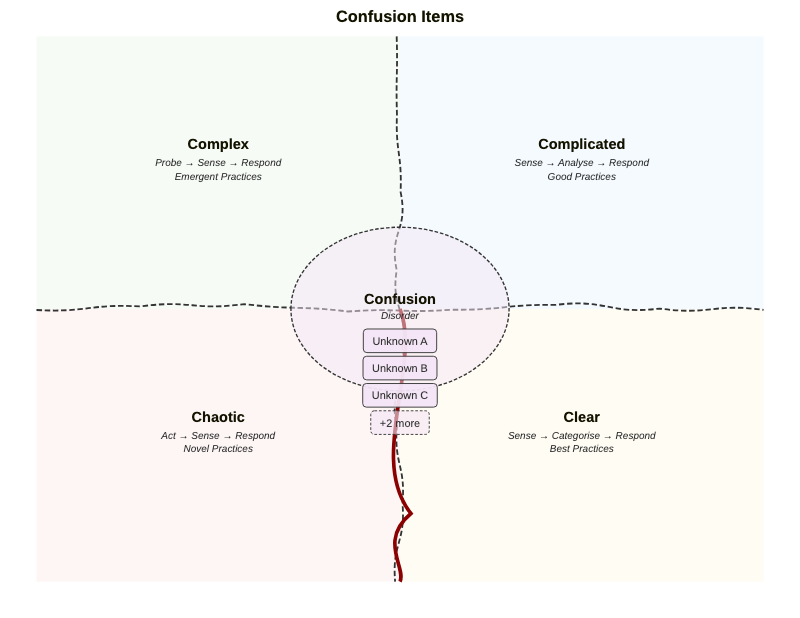 Confusion Items
Complex
Probe → Sense → Respond
Emergent Practices
Complicated
Sense → Analyse → Respond
Good Practices
Confusion
Disorder
Unknown A
Unknown B
Unknown C
+2 more
Chaotic
Act → Sense → Respond
Novel Practices
Clear
Sense → Categorise → Respond
Best Practices